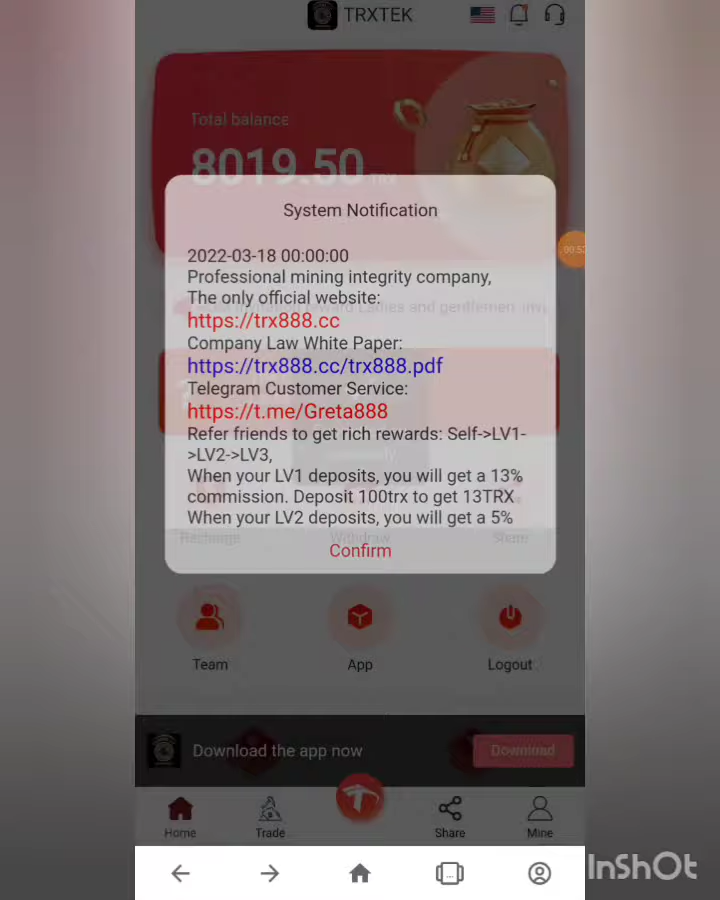 TRXTEK
Total balance
8019.50 TRX
00:52
System Notification
2022-03-18 00:00:00
Professional mining integrity company,
The only official website:
https://trx888.cc
Company Law White Paper:
https://trx888.cc/trx888.pdf
Telegram Customer Service:
https://t.me/Greta888
Refer friends to get rich rewards: Self->LV1-
>LV2->LV3,
When your LV1 deposits, you will get a 13%
commission. Deposit 100trx to get 13TRX
When your LV2 deposits, you will get a 5%
Confirm
Recharge
Withdraw
Share
Team
App
Logout
Download the app now
Download
Home
Trade
Share
Mine
InShOt